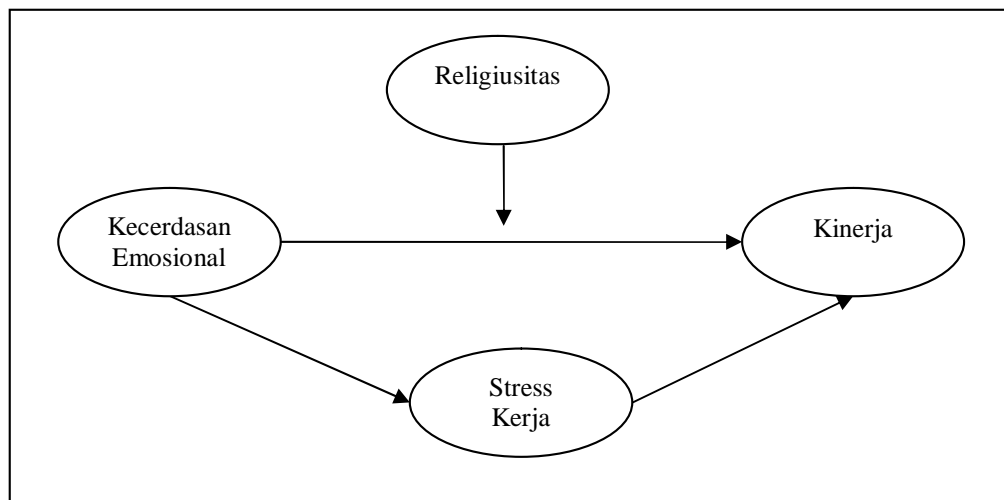 Religiusitas
Kecerdasan
Emosional
Kinerja
Stress
Kerja